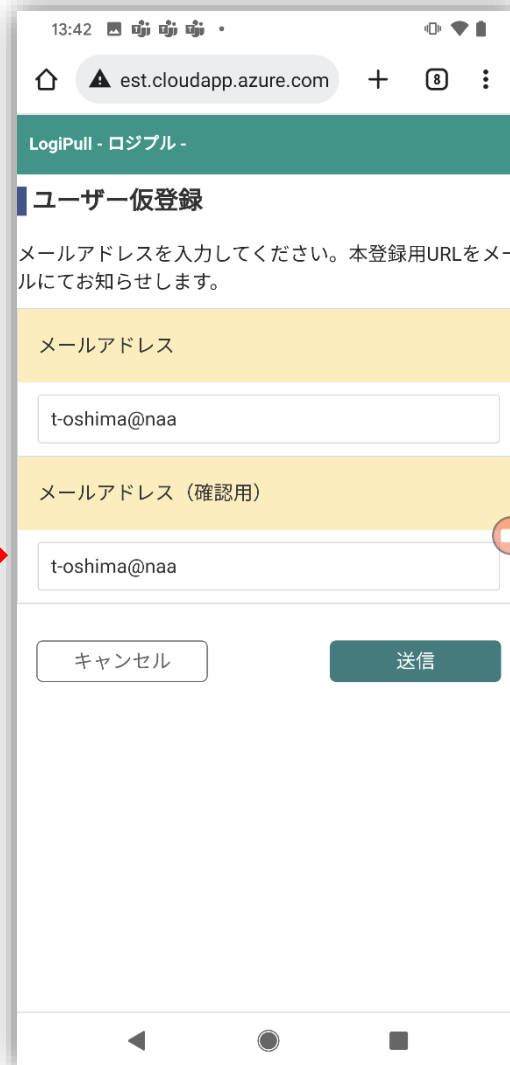 13:42
est.cloudapp.azure.com
8
LogiPull - ロジプル -
ユーザー仮登録
メールアドレスを入力してください。本登録用URLをメー
ルにてお知らせします。
メールアドレス
t-oshima@naa
メールアドレス（確認用）
t-oshima@naa
キャンセル
送信